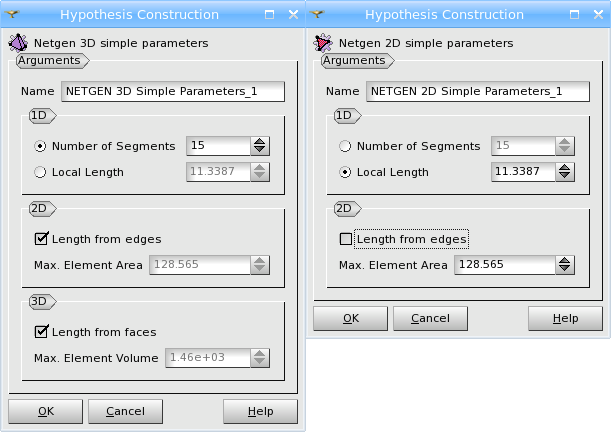 Hypothesis Construction
Netgen 3D simple parameters
Arguments
Name NETGEN 3D Simple Parameters_1
1D
Number of Segments 15
Local Length 11.3387
2D
Length from edges
Max. Element Area 128.565
3D
Length from faces
Max. Element Volume 1.46e+03
OK Cancel Help
Hypothesis Construction
Netgen 2D simple parameters
Arguments
Name NETGEN 2D Simple Parameters_1
1D
Number of Segments 15
Local Length 11.3387
2D
Length from edges
Max. Element Area 128.565
OK Cancel Help